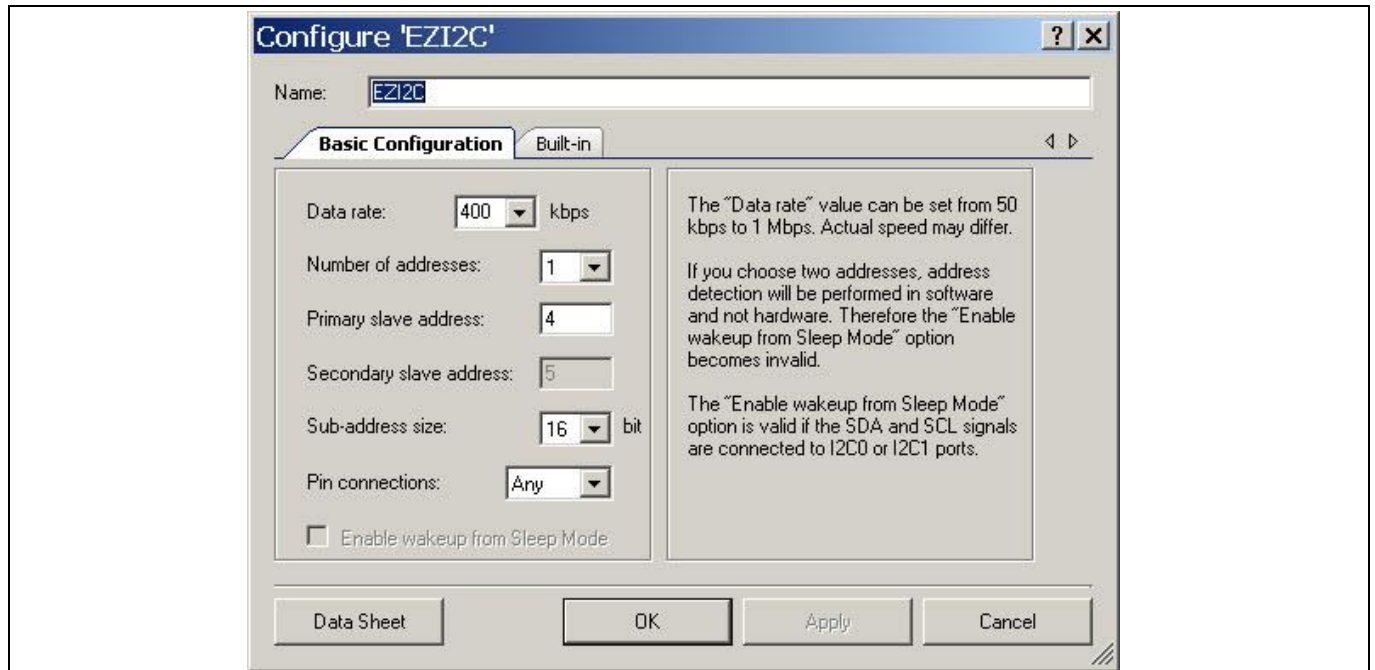 Configure 'EZI2C'
Name: EZI2C
Basic Configuration Built-in
Data rate: 400 kbps
Number of addresses: 1
Primary slave address: 4
Secondary slave address: 5
Sub-address size: 16 bit
Pin connections: Any
Enable wakeup from Sleep Mode
The "Data rate" value can be set from 50
kbps to 1 Mbps. Actual speed may differ.
If you choose two addresses, address
detection will be performed in software
and not hardware. Therefore the "Enable
wakeup from Sleep Mode" option
becomes invalid.
The "Enable wakeup from Sleep Mode"
option is valid if the SDA and SCL signals
are connected to I2C0 or I2C1 ports.
Data Sheet OK Apply Cancel